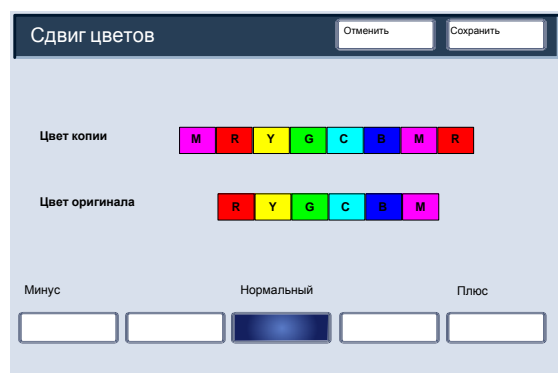 Сдвиг цветов Отменить Сохранить
Цвет копии M R Y G C B M R
Цвет оригинала R Y G C B M
Минус Нормальный Плюс